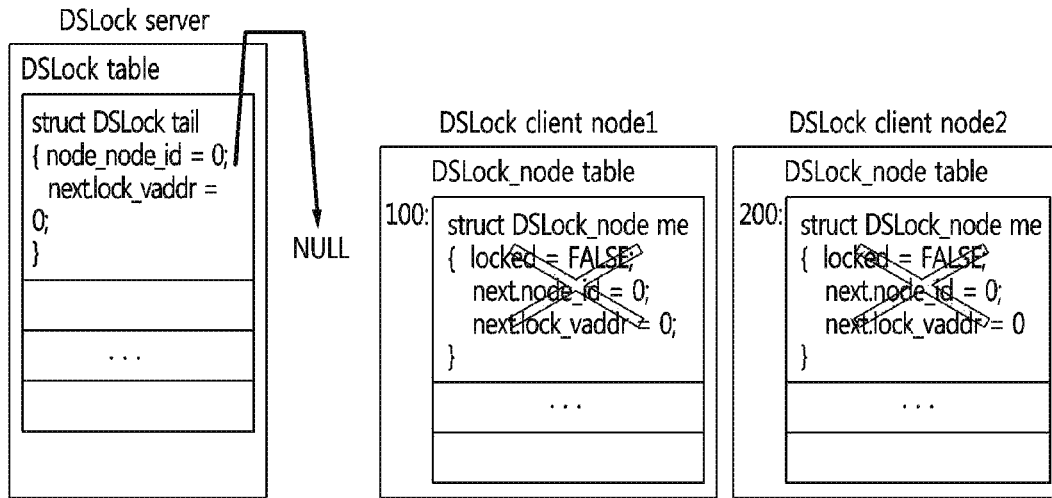 DSLock server
DSLock table
struct DSLock tail
{ node_node_id = 0;
next.lock_vaddr =
0;
}
. . .
NULL
DSLock client node1
DSLock_node table
100:
struct DSLock_node me
{ locked = FALSE;
next.node_id = 0;
next.lock_vaddr = 0;
}
. . .
DSLock client node2
DSLock_node table
200:
struct DSLock_node me
{ locked = FALSE;
next.node_id = 0;
next.lock_vaddr = 0
}
. . .